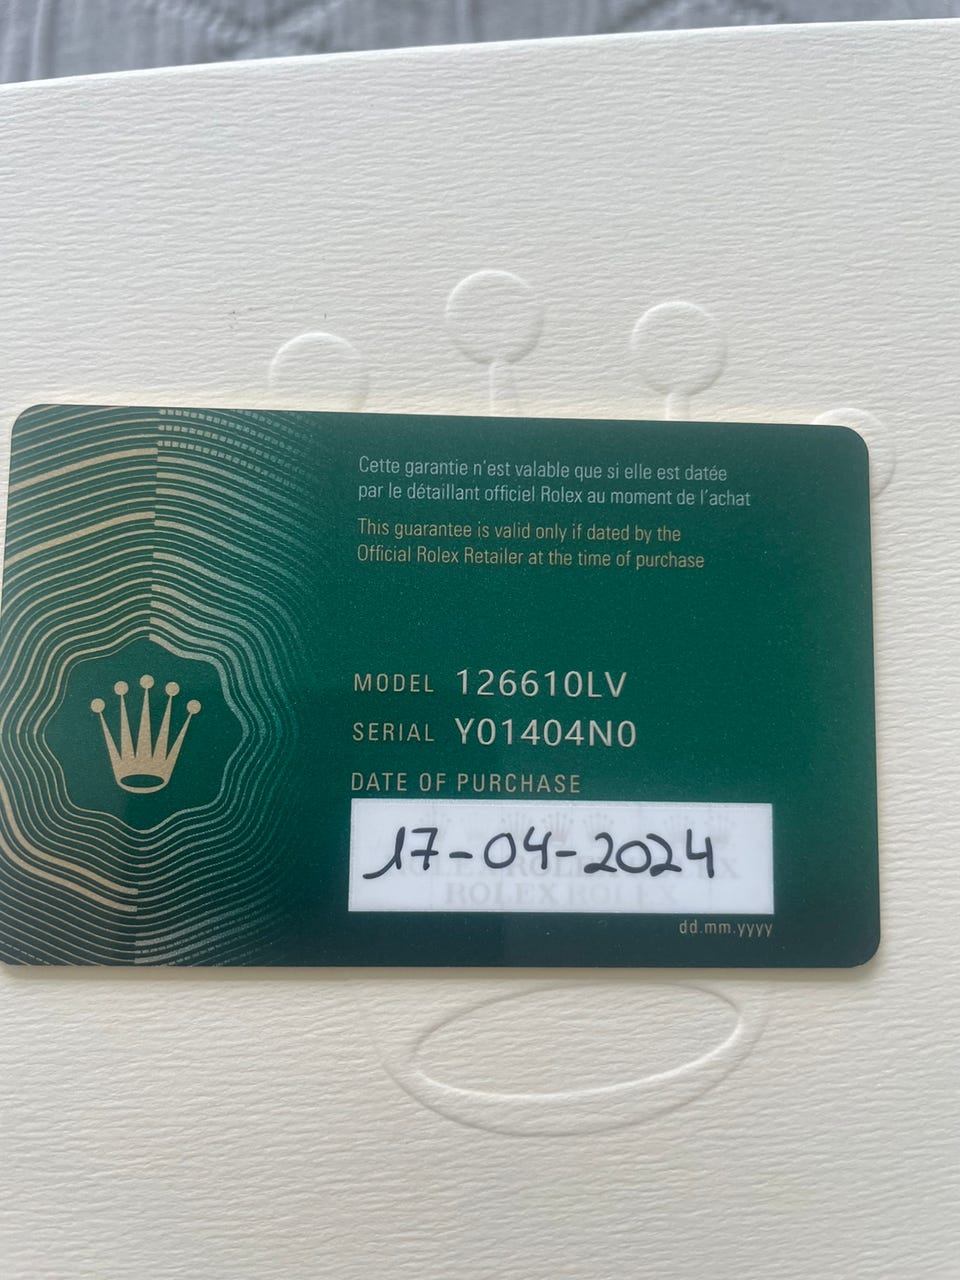 Cette garantie n'est valable que si elle est datée
par le détaillant officiel Rolex au moment de l'achat
This guarantee is valid only if dated by the
Official Rolex Retailer at the time of purchase
MODEL 126610LV
SERIAL Y01404N0
DATE OF PURCHASE
17-04-2024
ROLEX ROLEX
dd.mm.yyyy